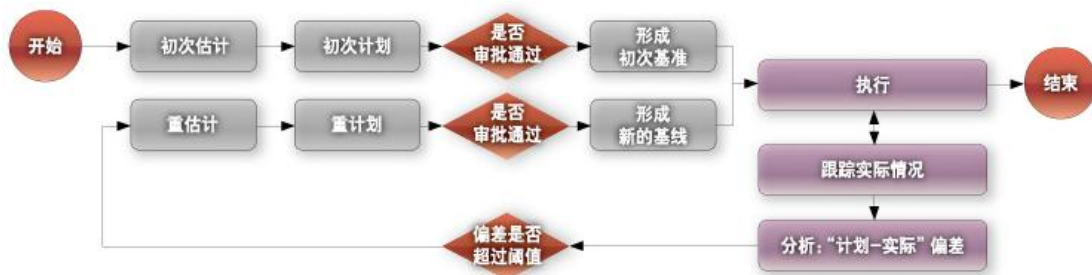 开始
初次估计
初次计划
是否
审批通过
形成
初次基准
执行
结束
重估计
重计划
是否
审批通过
形成
新的基线
跟踪实际情况
偏差是否
超过阈值
分析：“计划-实际”偏差